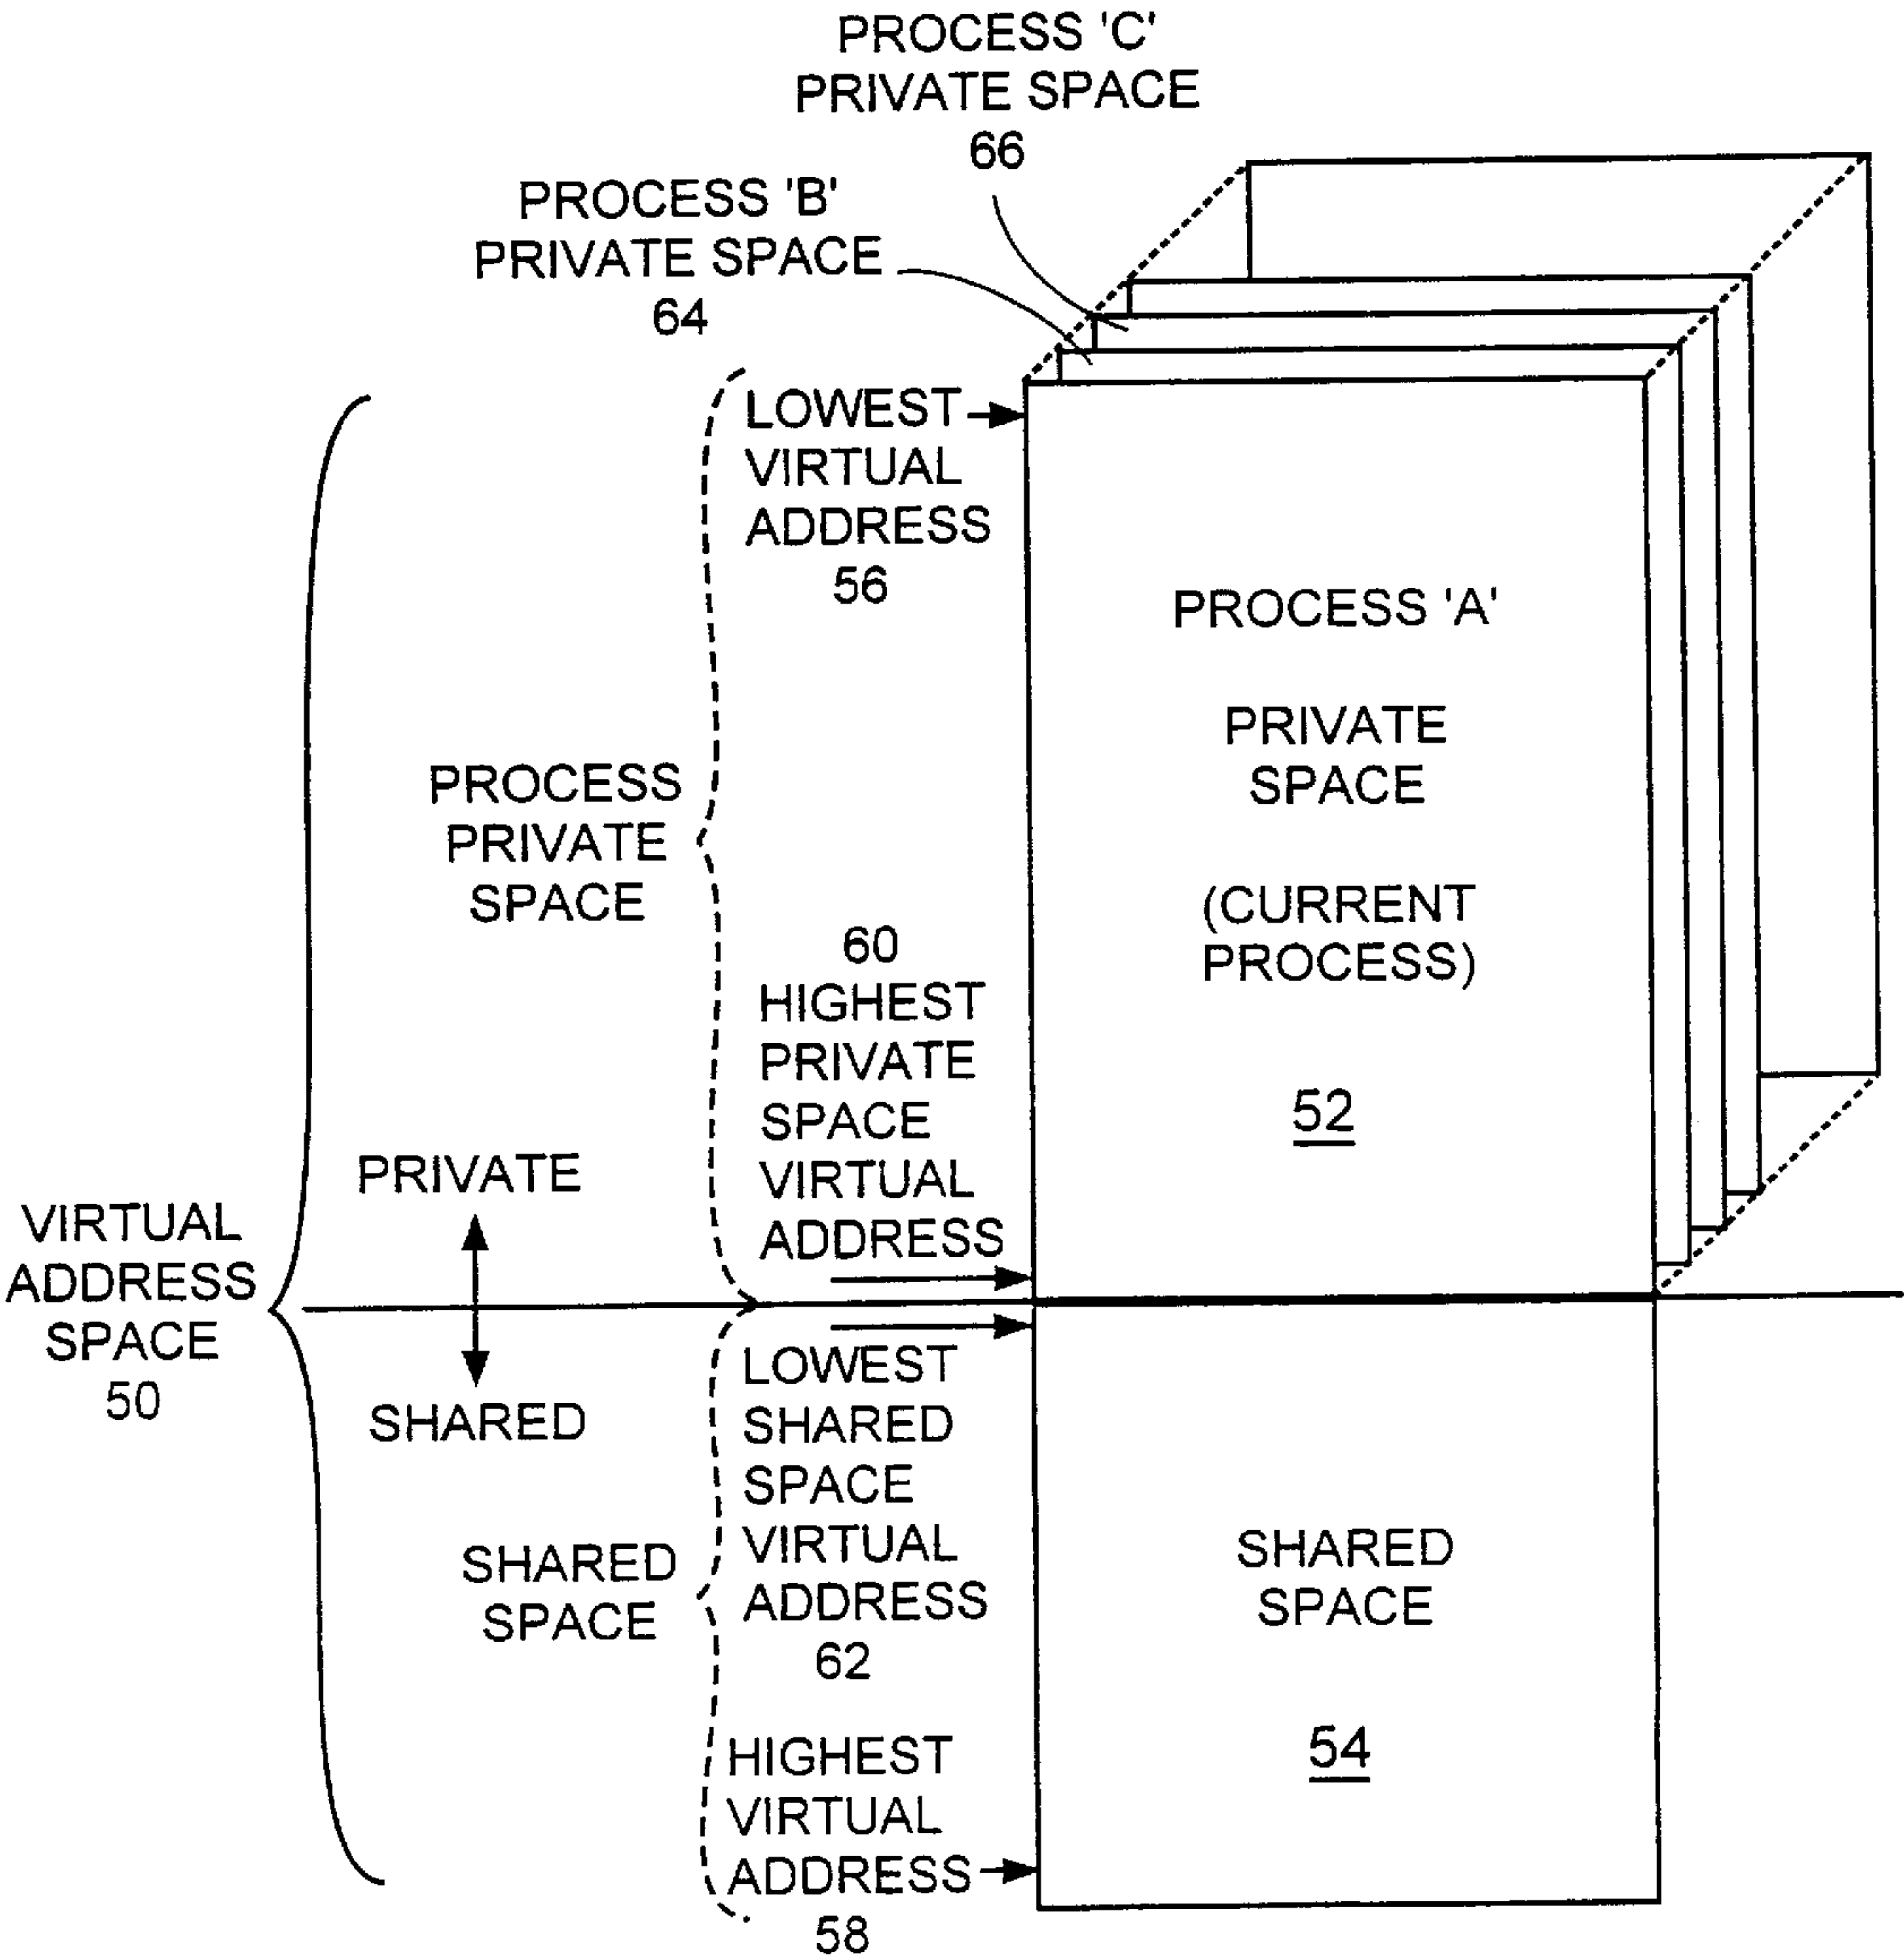 PROCESS 'C'
PRIVATE SPACE
66
PROCESS 'B'
PRIVATE SPACE
64
LOWEST
VIRTUAL
ADDRESS
56
PROCESS 'A'
PRIVATE
SPACE
(CURRENT
PROCESS)
52
PROCESS
PRIVATE
SPACE
60
HIGHEST
PRIVATE
SPACE
VIRTUAL
ADDRESS
PRIVATE
SHARED
VIRTUAL
ADDRESS
SPACE
50
LOWEST
SHARED
SPACE
VIRTUAL
ADDRESS
62
SHARED
SPACE
SHARED
SPACE
54
HIGHEST
VIRTUAL
ADDRESS
58